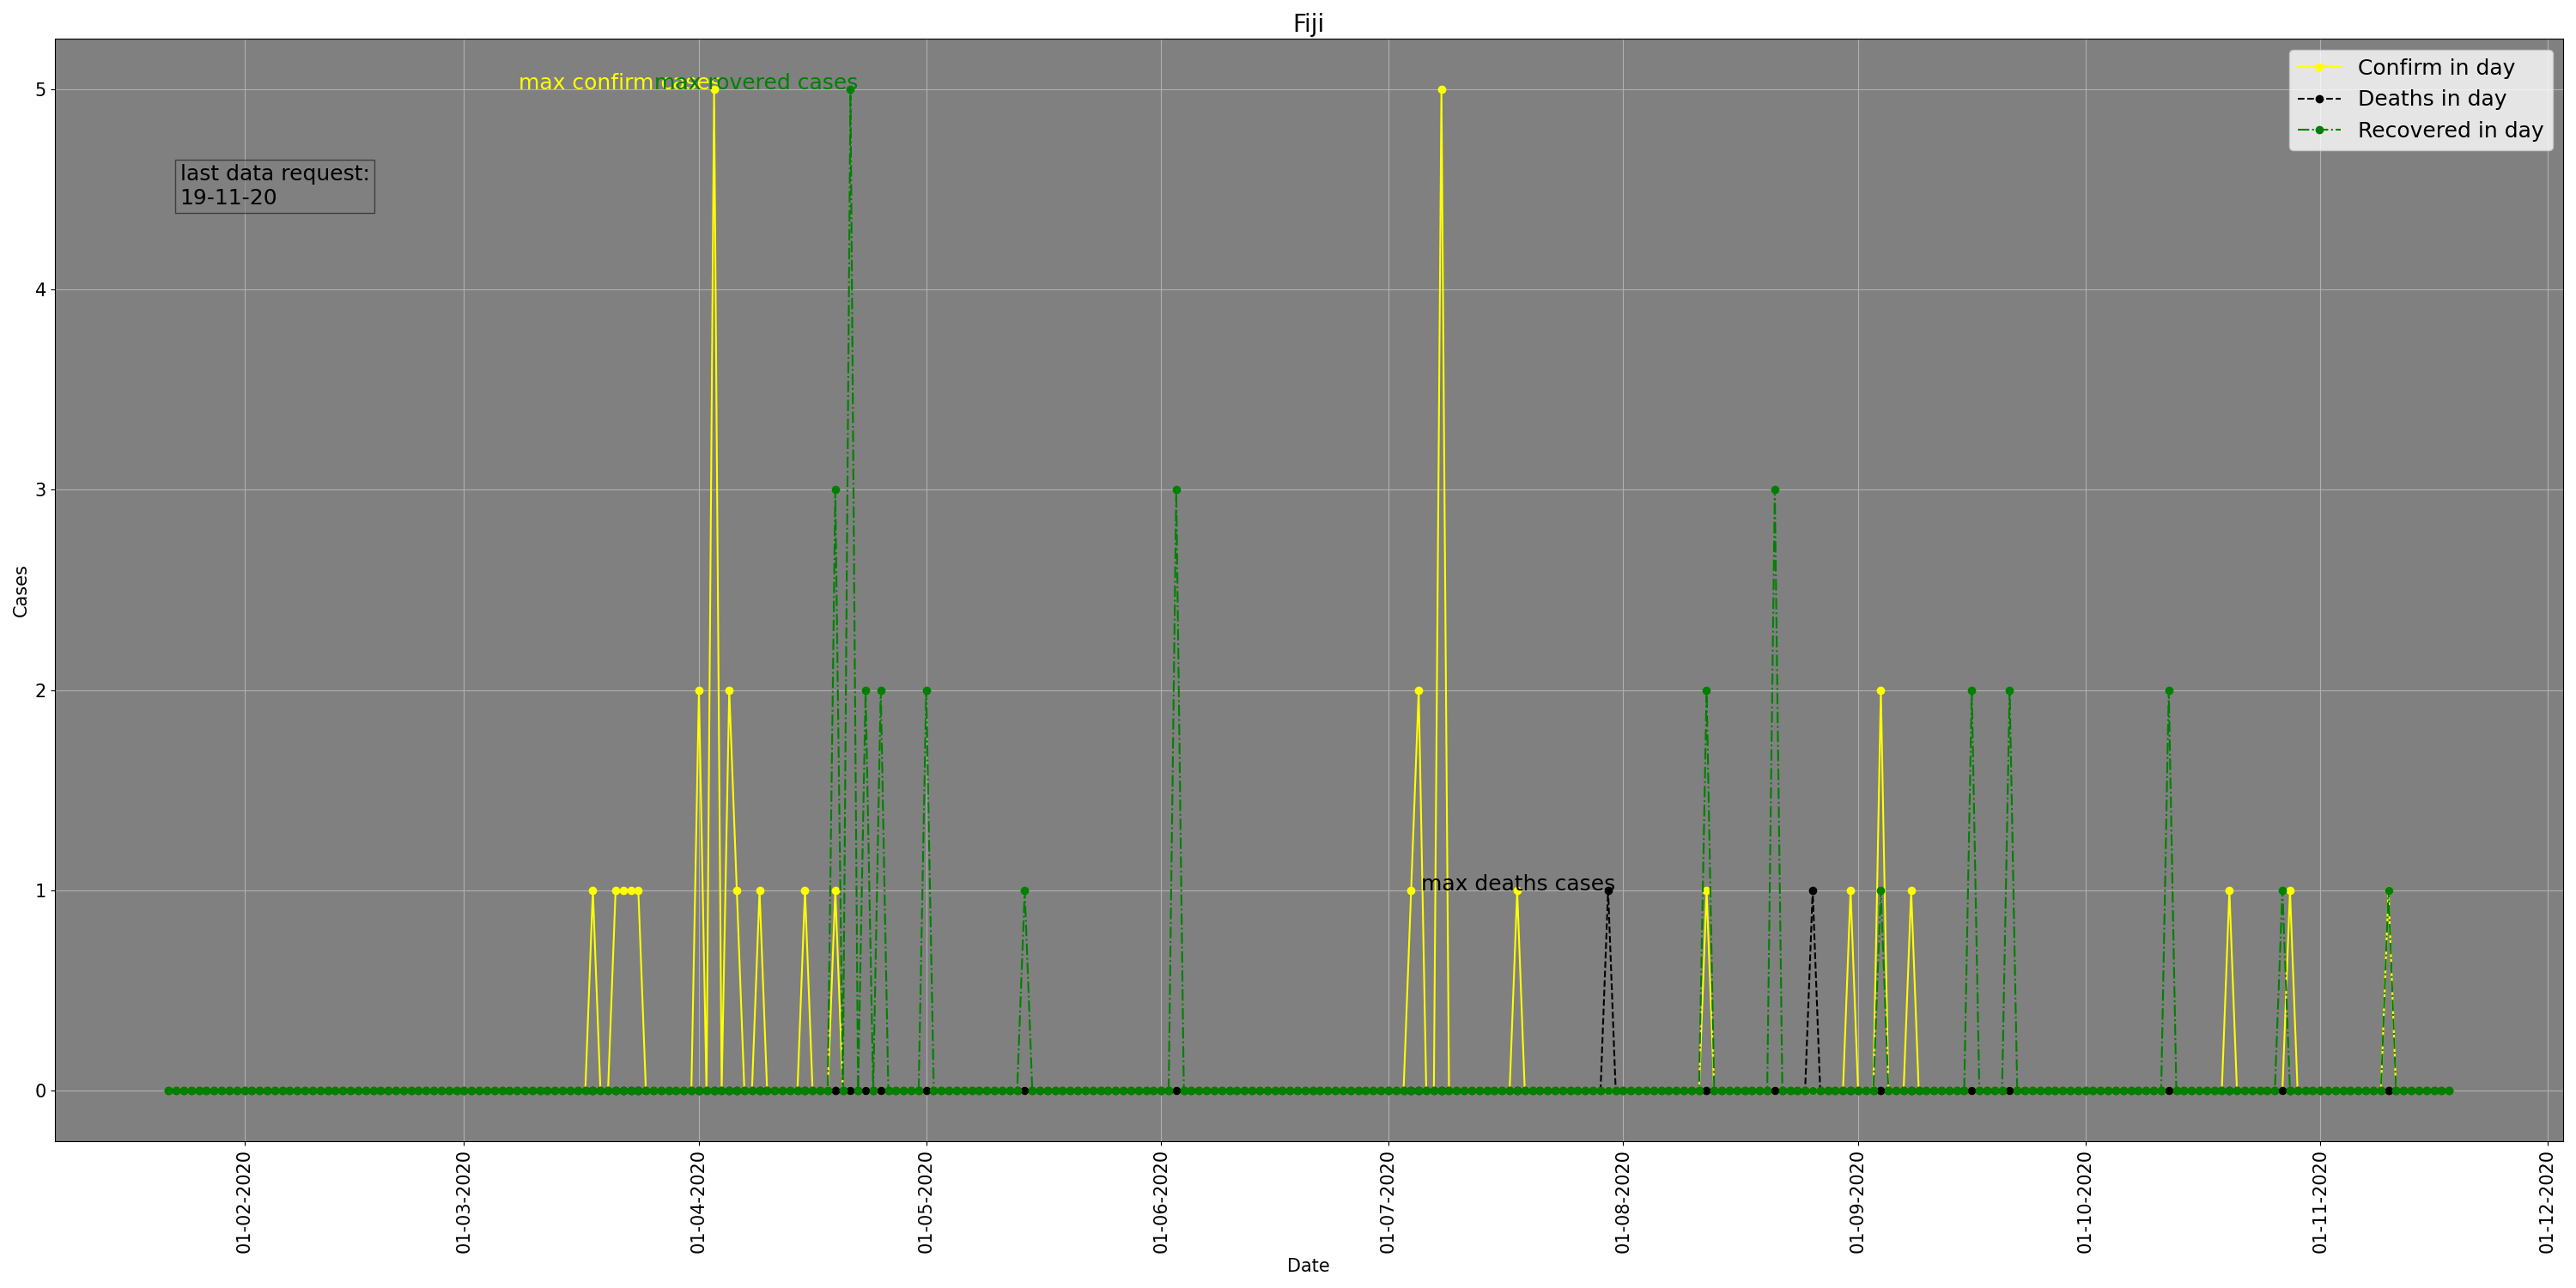 Fiji
max confirm cases
max rovered cases
Confirm in day
Deaths in day
Recovered in day
last data request:
19-11-20
max deaths cases
5
4
3
2
1
0
Cases
01-02-2020
01-03-2020
01-04-2020
01-05-2020
01-06-2020
01-07-2020
01-08-2020
01-09-2020
01-10-2020
01-11-2020
01-12-2020
Date